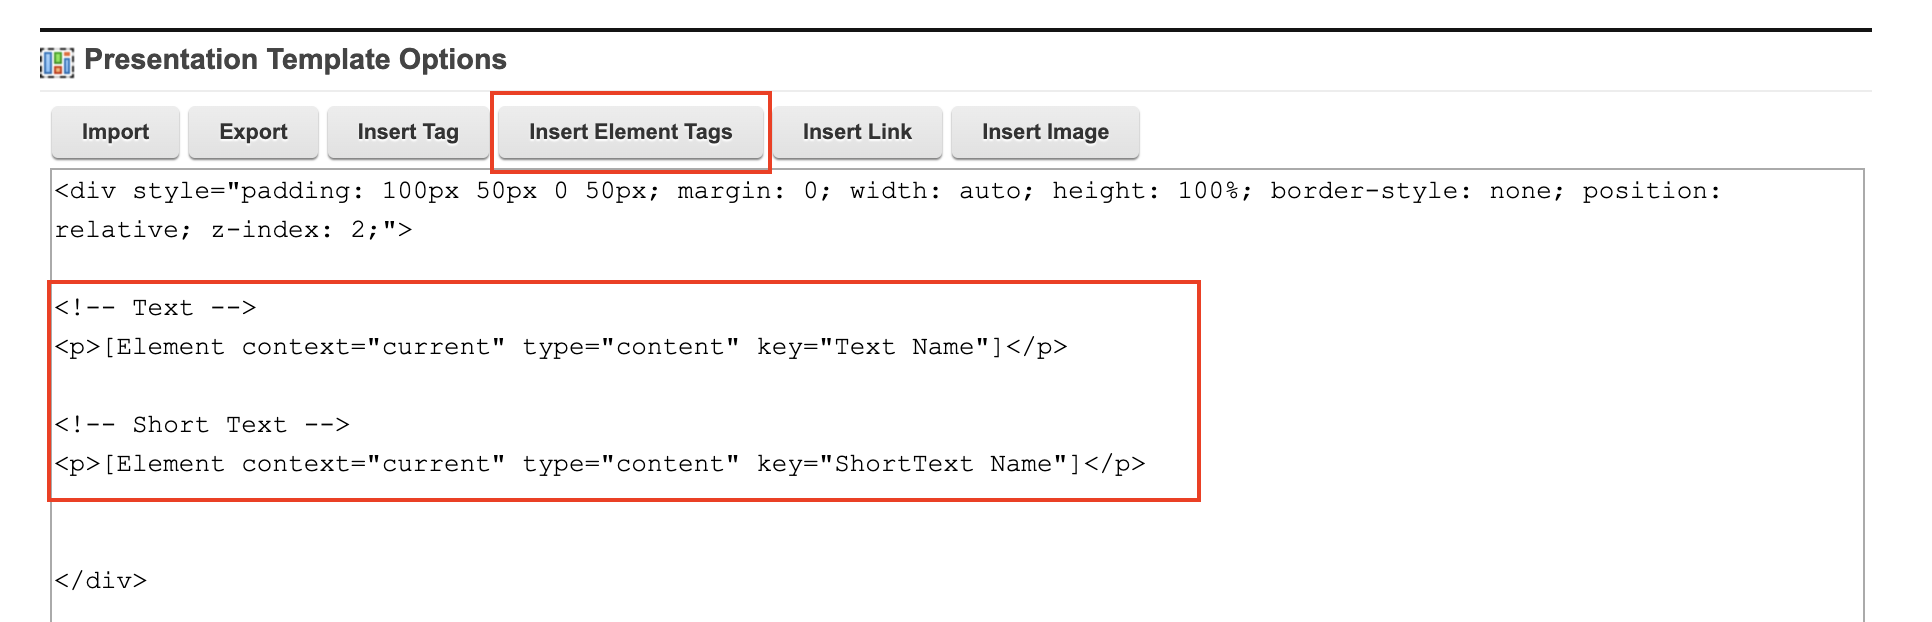 Presentation Template Options
Import Export Insert Tag Insert Element Tags Insert Link Insert Image
<div style="padding: 100px 50px 0 50px; margin: 0; width: auto; height: 100%; border-style: none; position:
relative; z-index: 2;">
<!-- Text -->
<p>[Element context="current" type="content" key="Text Name"]</p>
<!-- Short Text -->
<p>[Element context="current" type="content" key="ShortText Name"]</p>
</div>